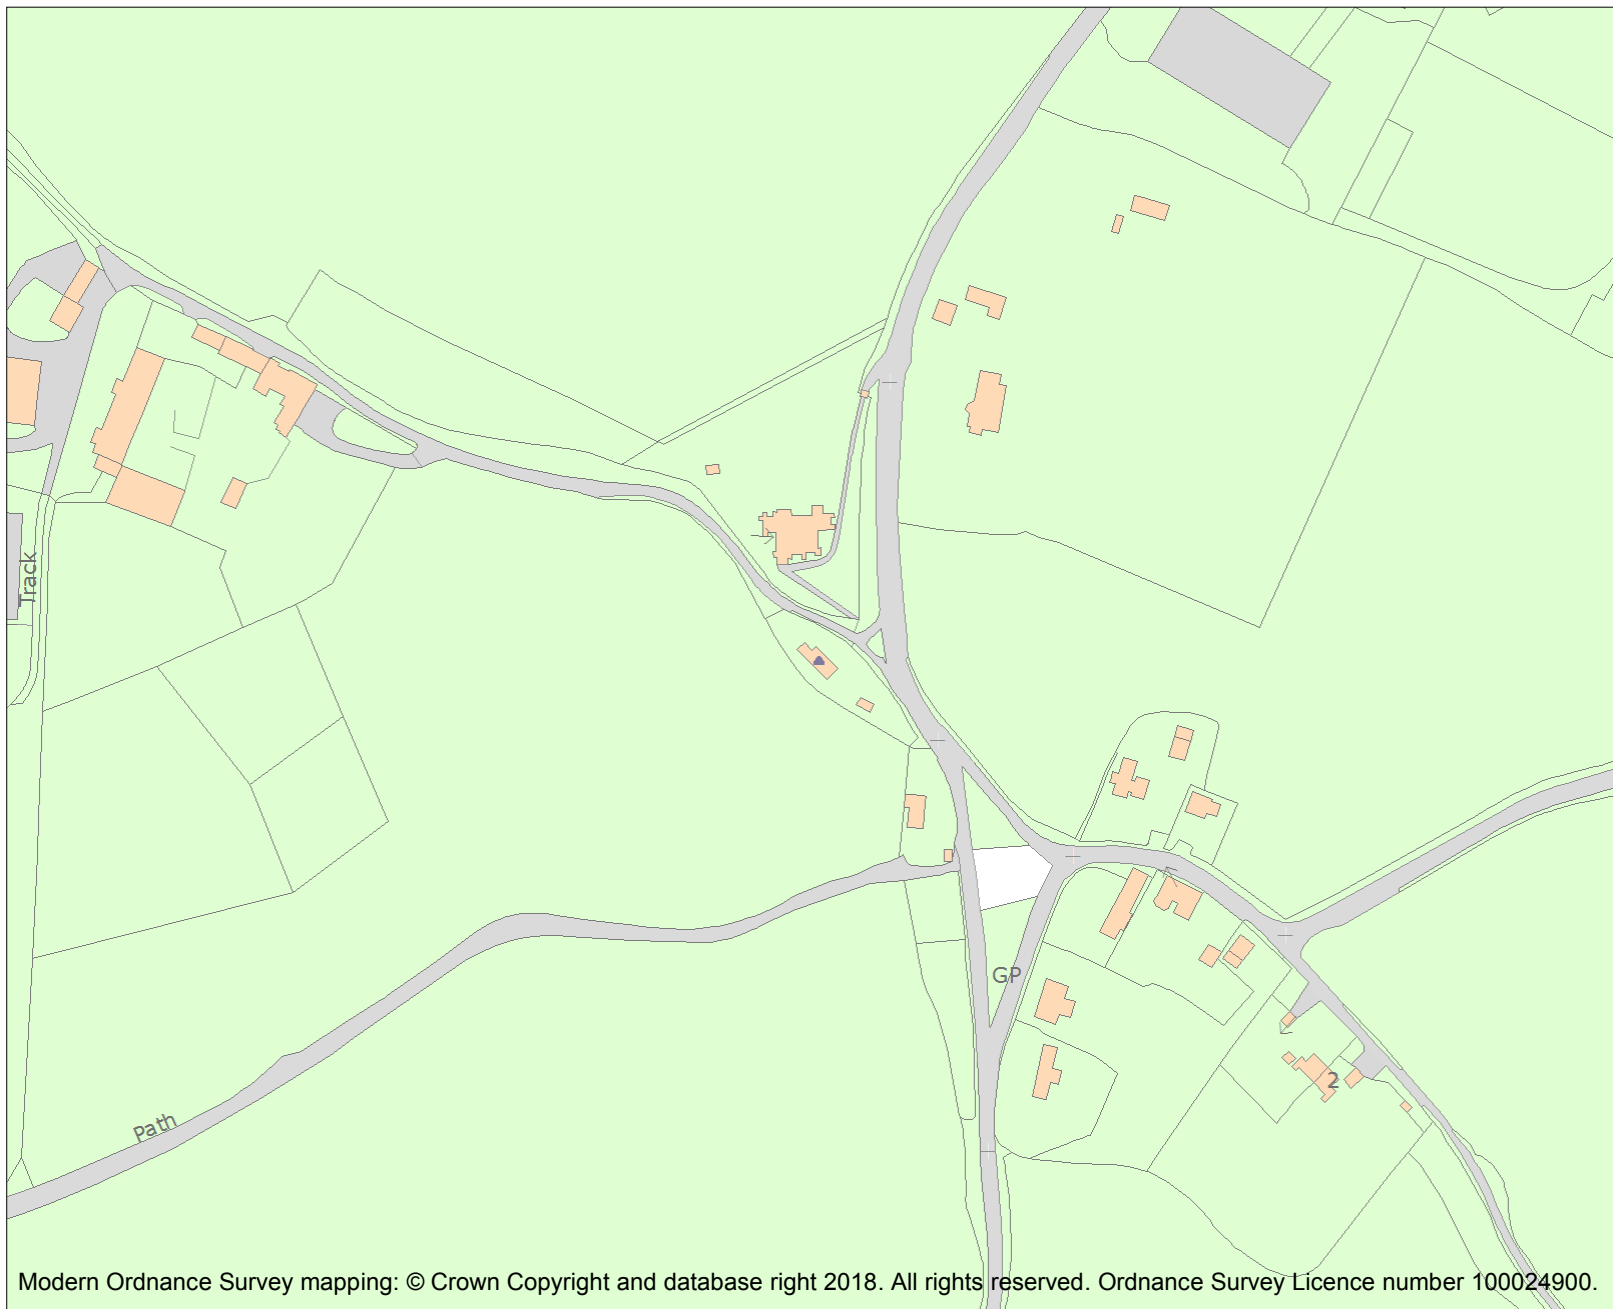 Track
GP
2
Path
Modern Ordnance Survey mapping: © Crown Copyright and database right 2018. All rights reserved. Ordnance Survey Licence number 100024900.